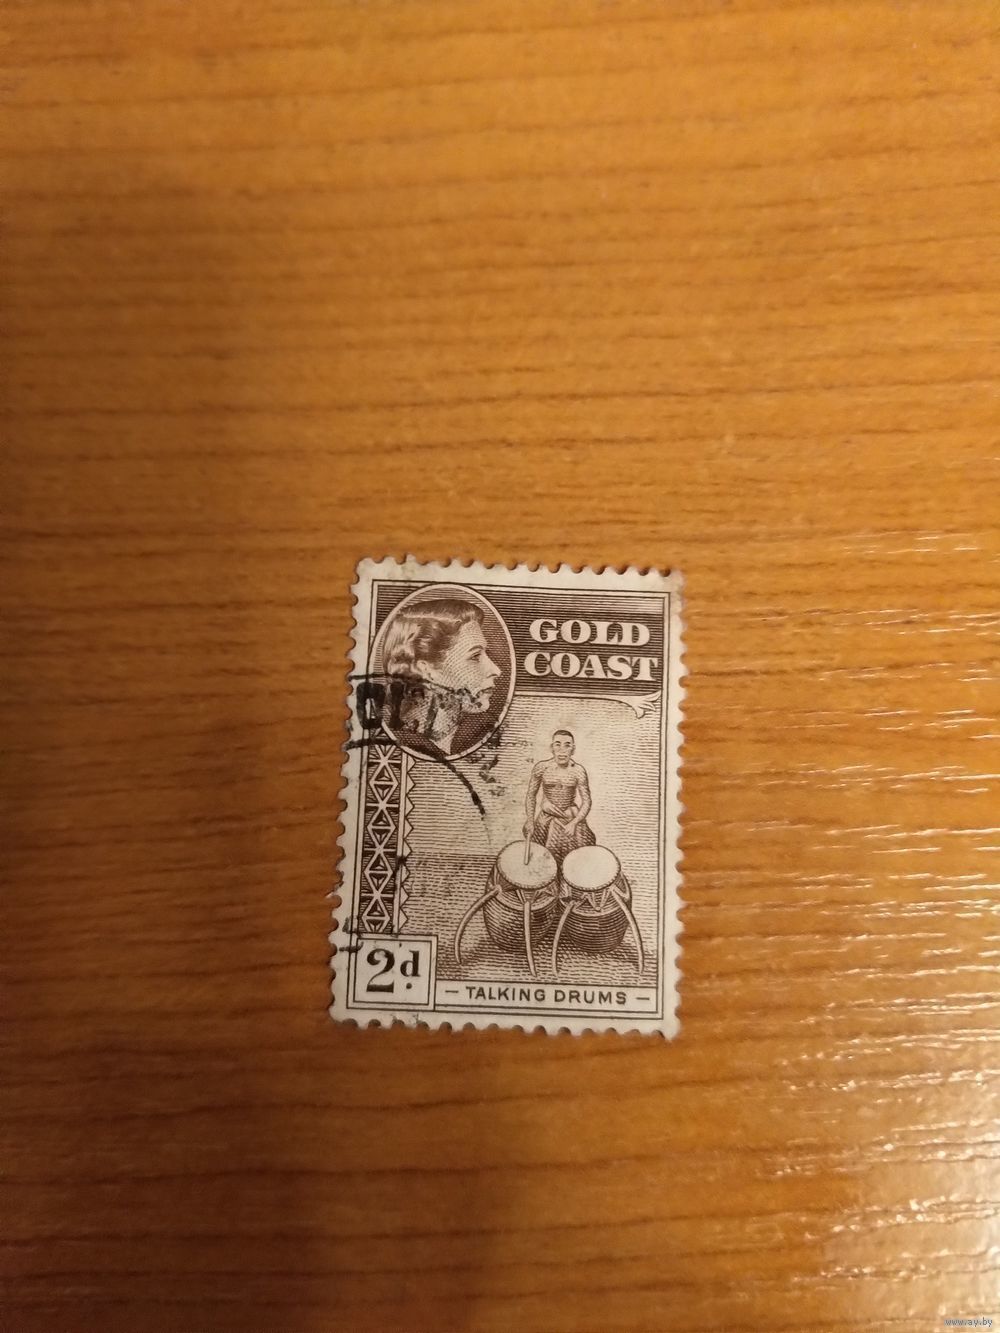 GOLD
COAST
2d.
— TALKING DRUMS —
www.ay.by